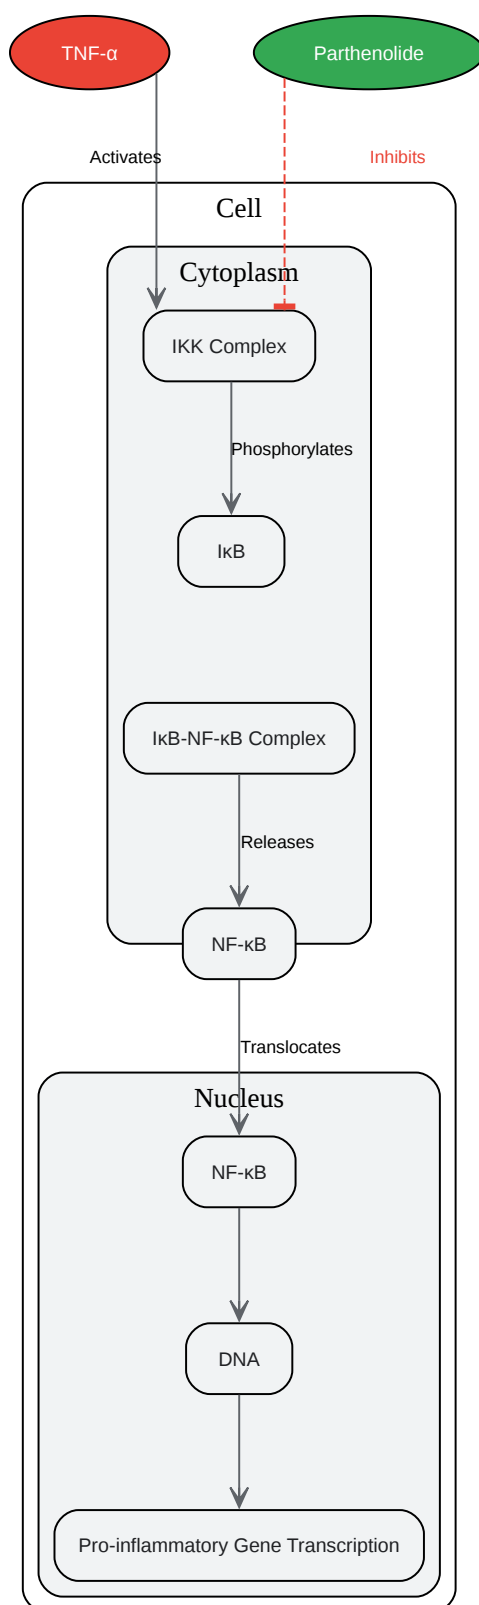 TNF-α
Parthenolide
Activates
Inhibits
Cell
Cytoplasm
IKK Complex
Phosphorylates
IκB
IκB-NF-κB Complex
Releases
NF-κB
Translocates
Nucleus
NF-κB
DNA
Pro-inflammatory Gene Transcription